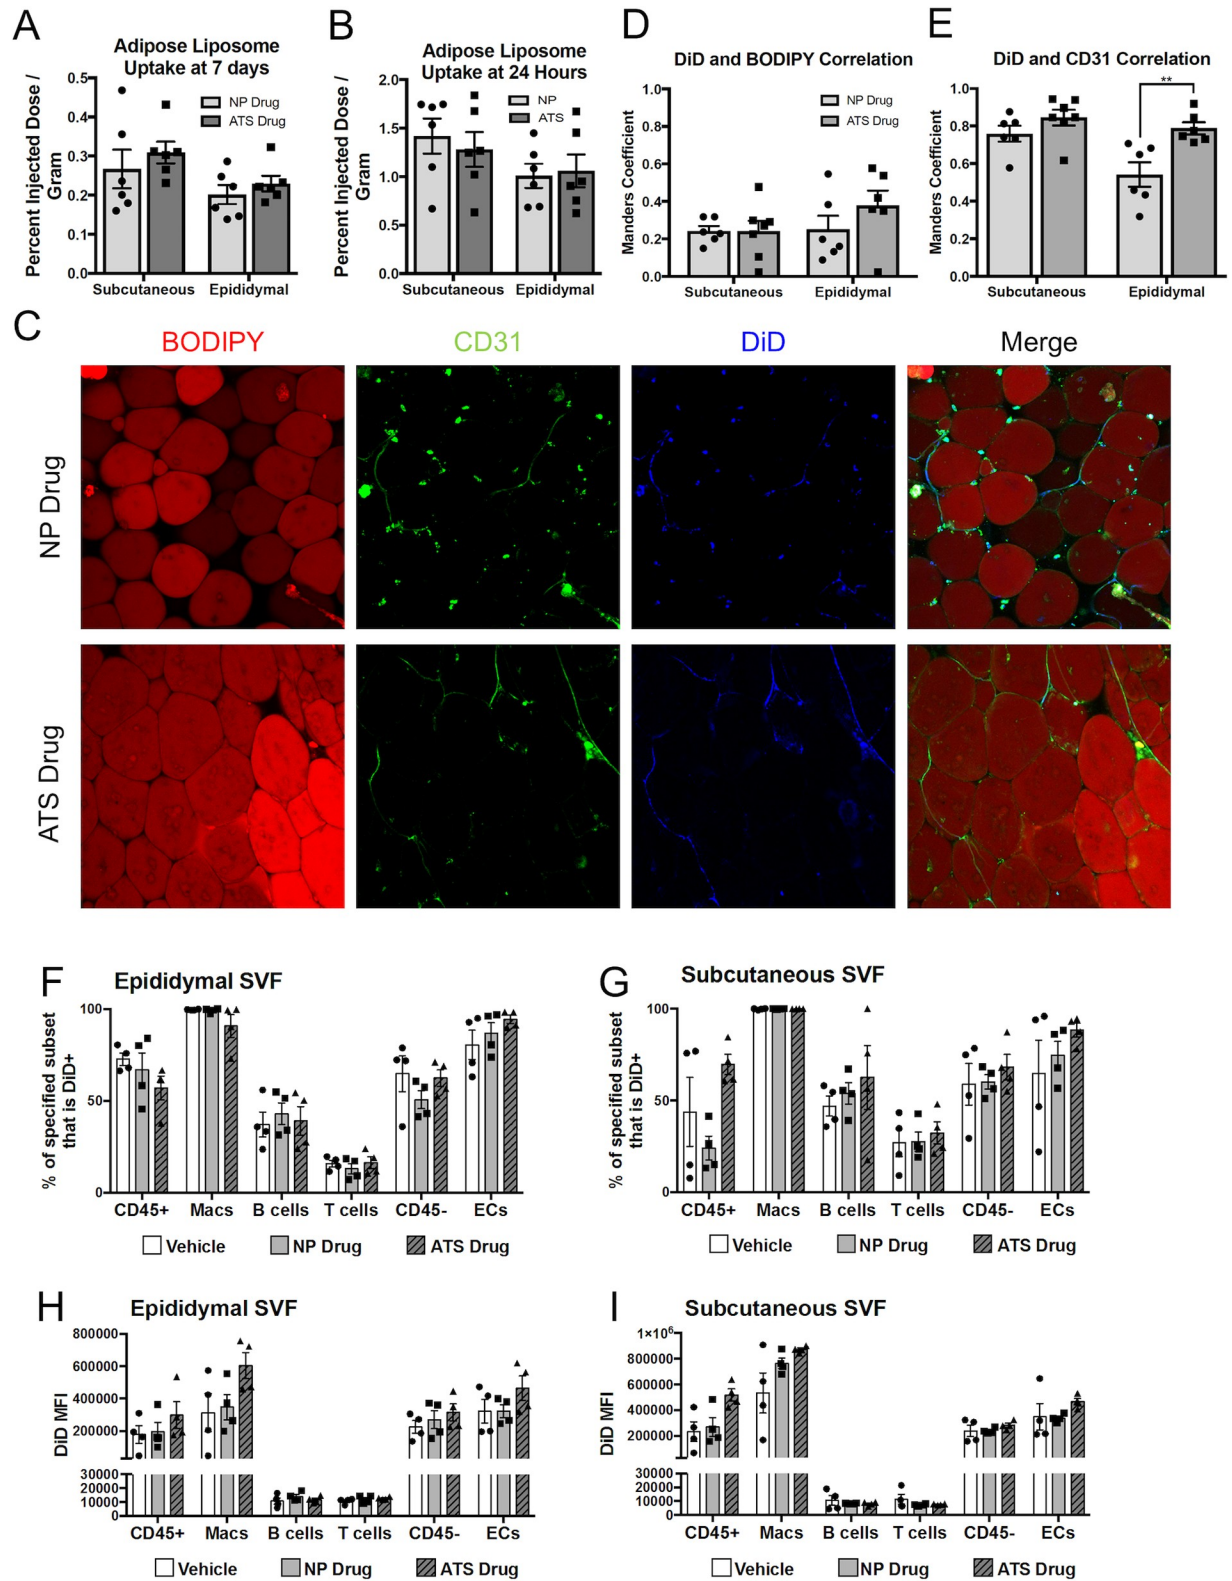 A
Adipose Liposome
Uptake at 7 days
Percent Injected Dose /
Gram
0.5
0.4
0.3
0.2
0.1
0.0
NP Drug
ATS Drug
Subcutaneous
Epididymal
B
Adipose Liposome
Uptake at 24 Hours
Percent Injected Dose /
Gram
2.0
1.5
1.0
0.5
0.0
NP
ATS
Subcutaneous
Epididymal
D
DiD and BODIPY Correlation
Manders Coefficient
1.0
0.8
0.6
0.4
0.2
0.0
NP Drug
ATS Drug
Subcutaneous
Epididymal
E
DiD and CD31 Correlation
Manders Coefficient
1.0
0.8
0.6
0.4
0.2
0.0
**
Subcutaneous
Epididymal
C
BODIPY
CD31
DiD
Merge
NP Drug
ATS Drug
F
Epididymal SVF
% of specified subset
that is DiD+
100
50
0
CD45+
Macs
B cells
T cells
CD45-
ECs
Vehicle
NP Drug
ATS Drug
G
Subcutaneous SVF
% of specified subset
that is DiD+
100
50
0
CD45+
Macs
B cells
T cells
CD45-
ECs
Vehicle
NP Drug
ATS Drug
H
Epididymal SVF
DiD MFI
800000
600000
400000
200000
30000
20000
10000
0
CD45+
Macs
B cells
T cells
CD45-
ECs
Vehicle
NP Drug
ATS Drug
I
Subcutaneous SVF
DiD MFI
1×10⁶
800000
600000
400000
200000
30000
20000
10000
0
CD45+
Macs
B cells
T cells
CD45-
ECs
Vehicle
NP Drug
ATS Drug